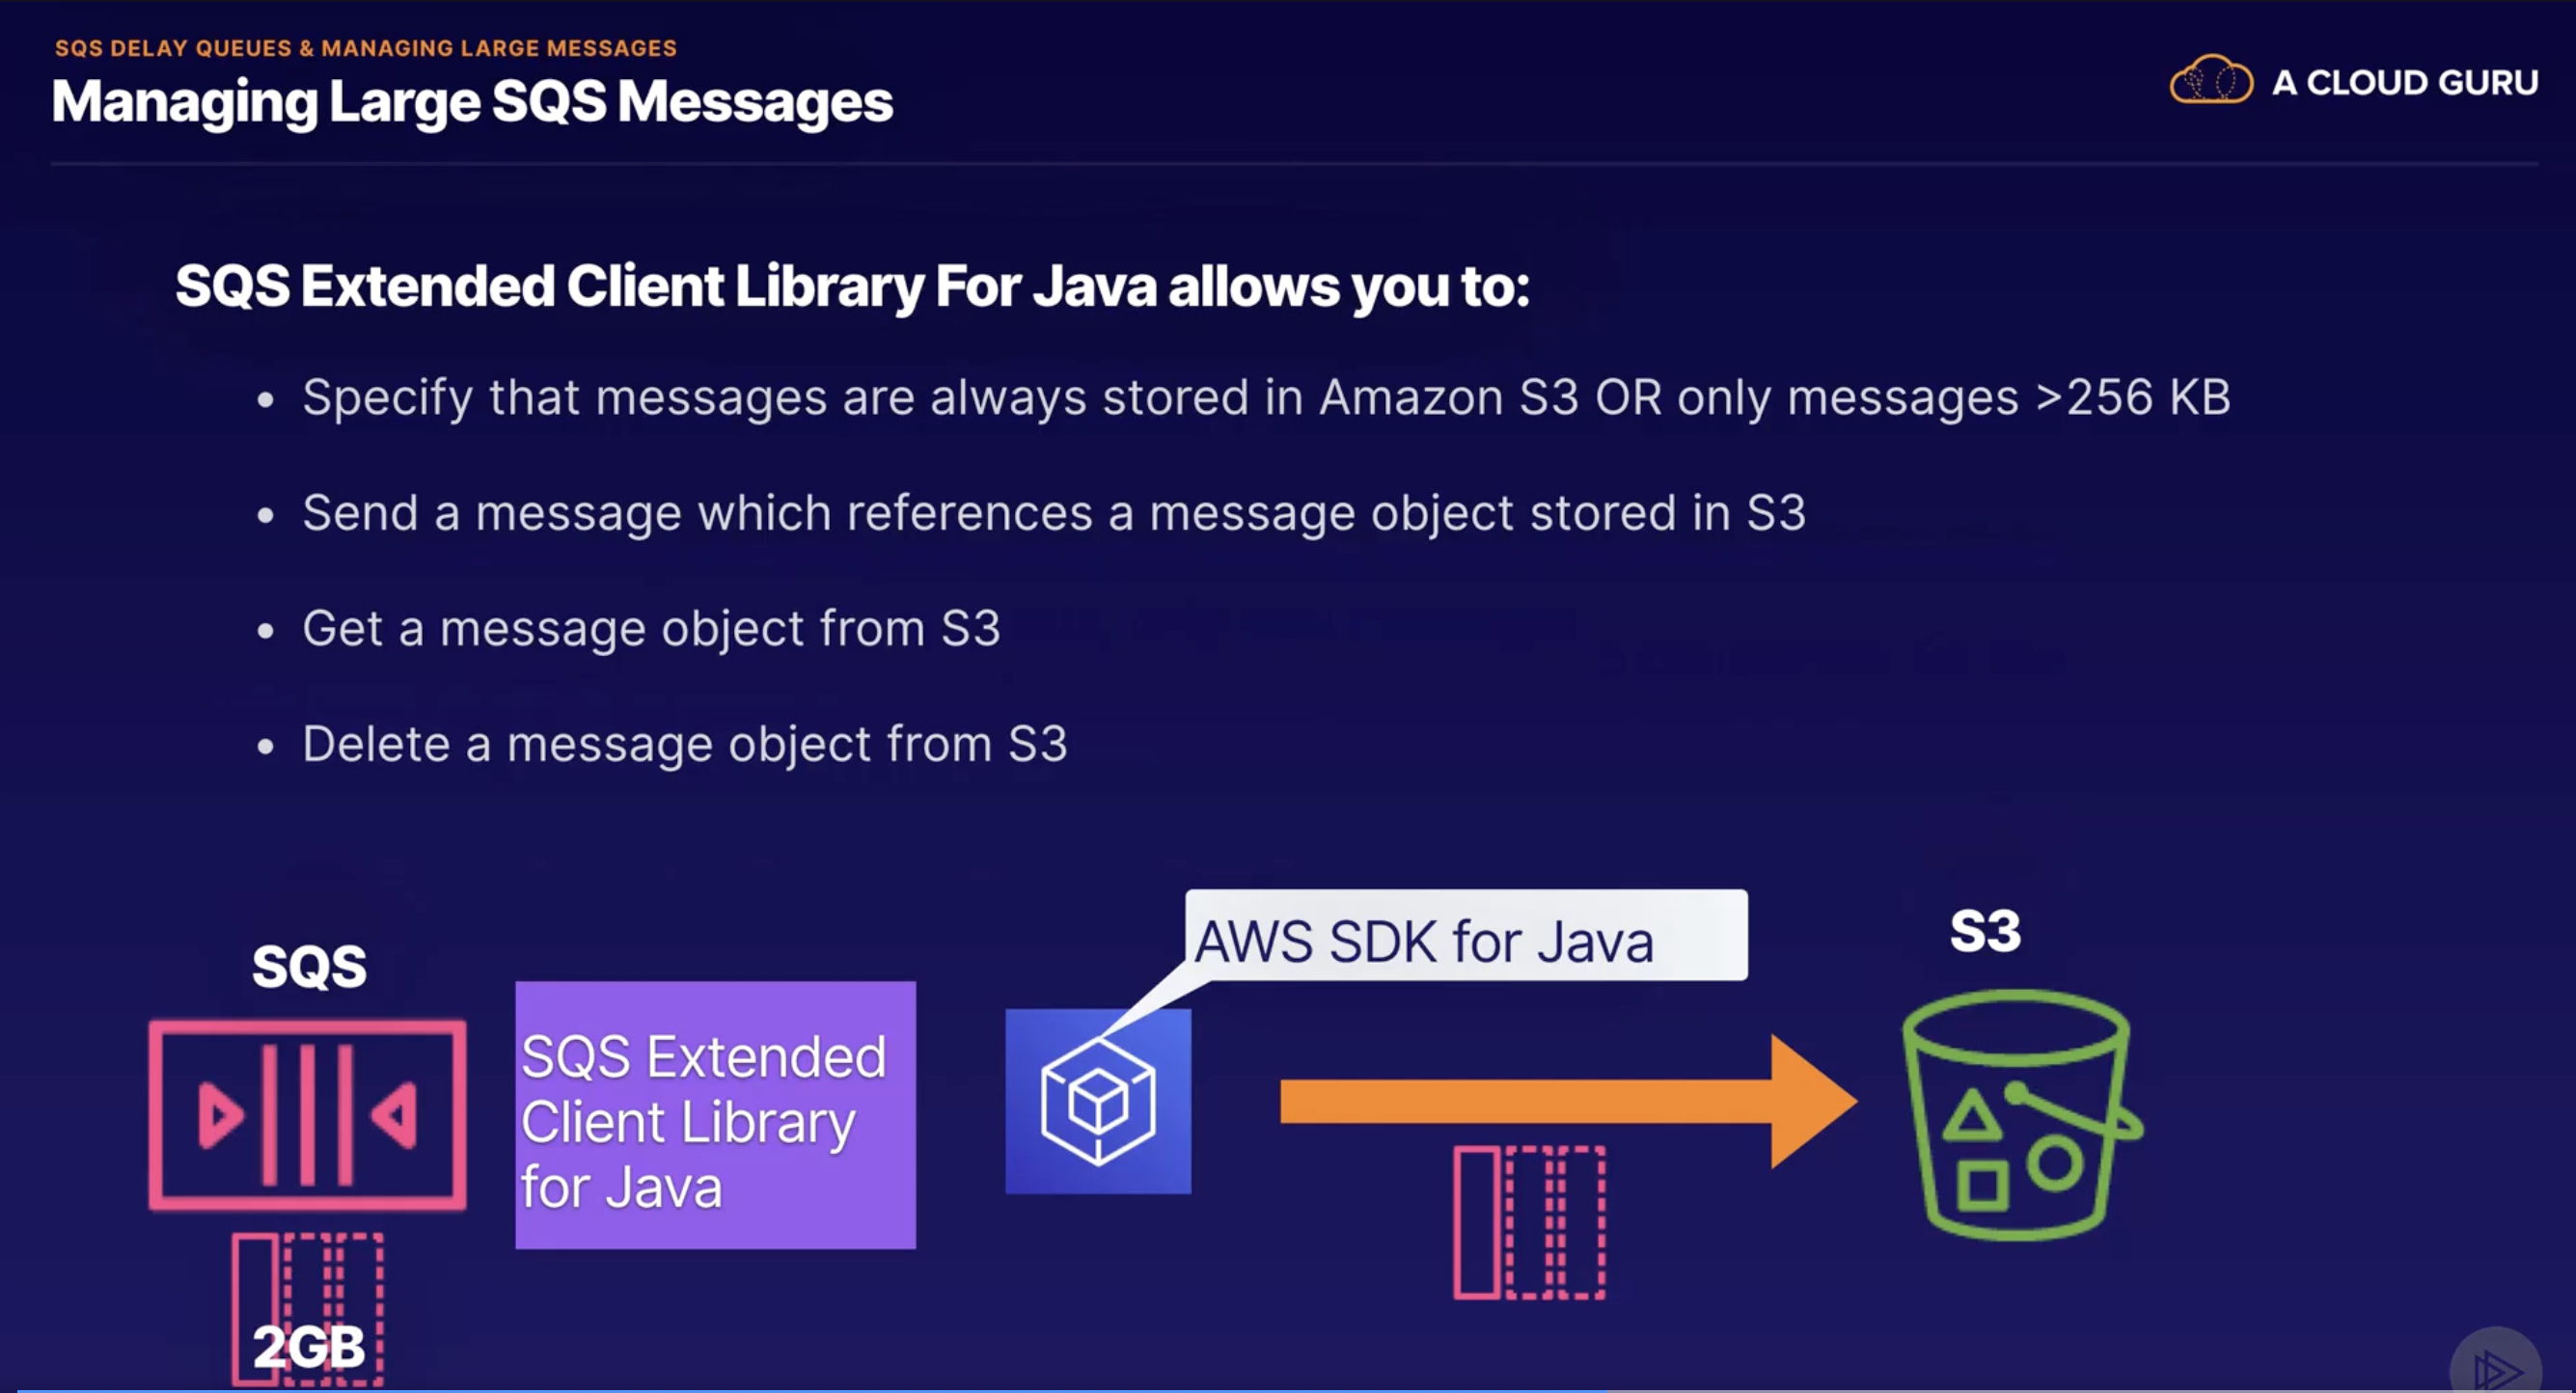 SQS DELAY QUEUES & MANAGING LARGE MESSAGES
Managing Large SQS Messages
A CLOUD GURU
SQS Extended Client Library For Java allows you to:
• Specify that messages are always stored in Amazon S3 OR only messages >256 KB
• Send a message which references a message object stored in S3
• Get a message object from S3
• Delete a message object from S3
AWS SDK for Java
S3
SQS
SQS Extended
Client Library
for Java
2GB